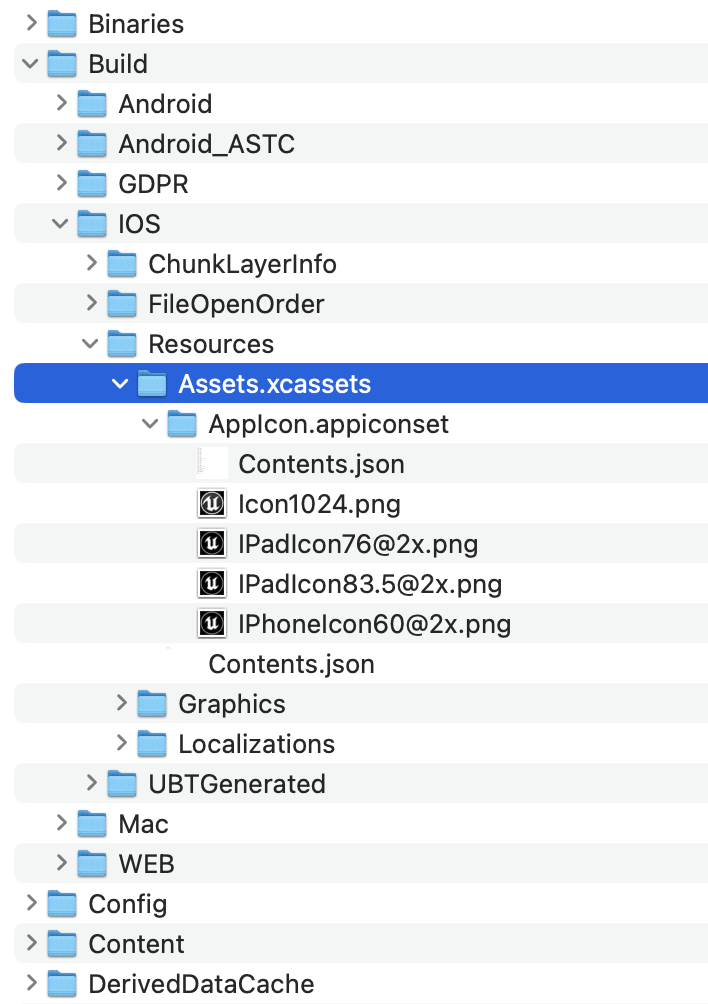 Binaries
Build
Android
Android_ASTC
GDPR
IOS
ChunkLayerInfo
FileOpenOrder
Resources
Assets.xcassets
AppIcon.appiconset
Contents.json
Icon1024.png
IPadIcon76@2x.png
IPadIcon83.5@2x.png
IPhoneIcon60@2x.png
Contents.json
Graphics
Localizations
UBTGenerated
Mac
WEB
Config
Content
DerivedDataCache